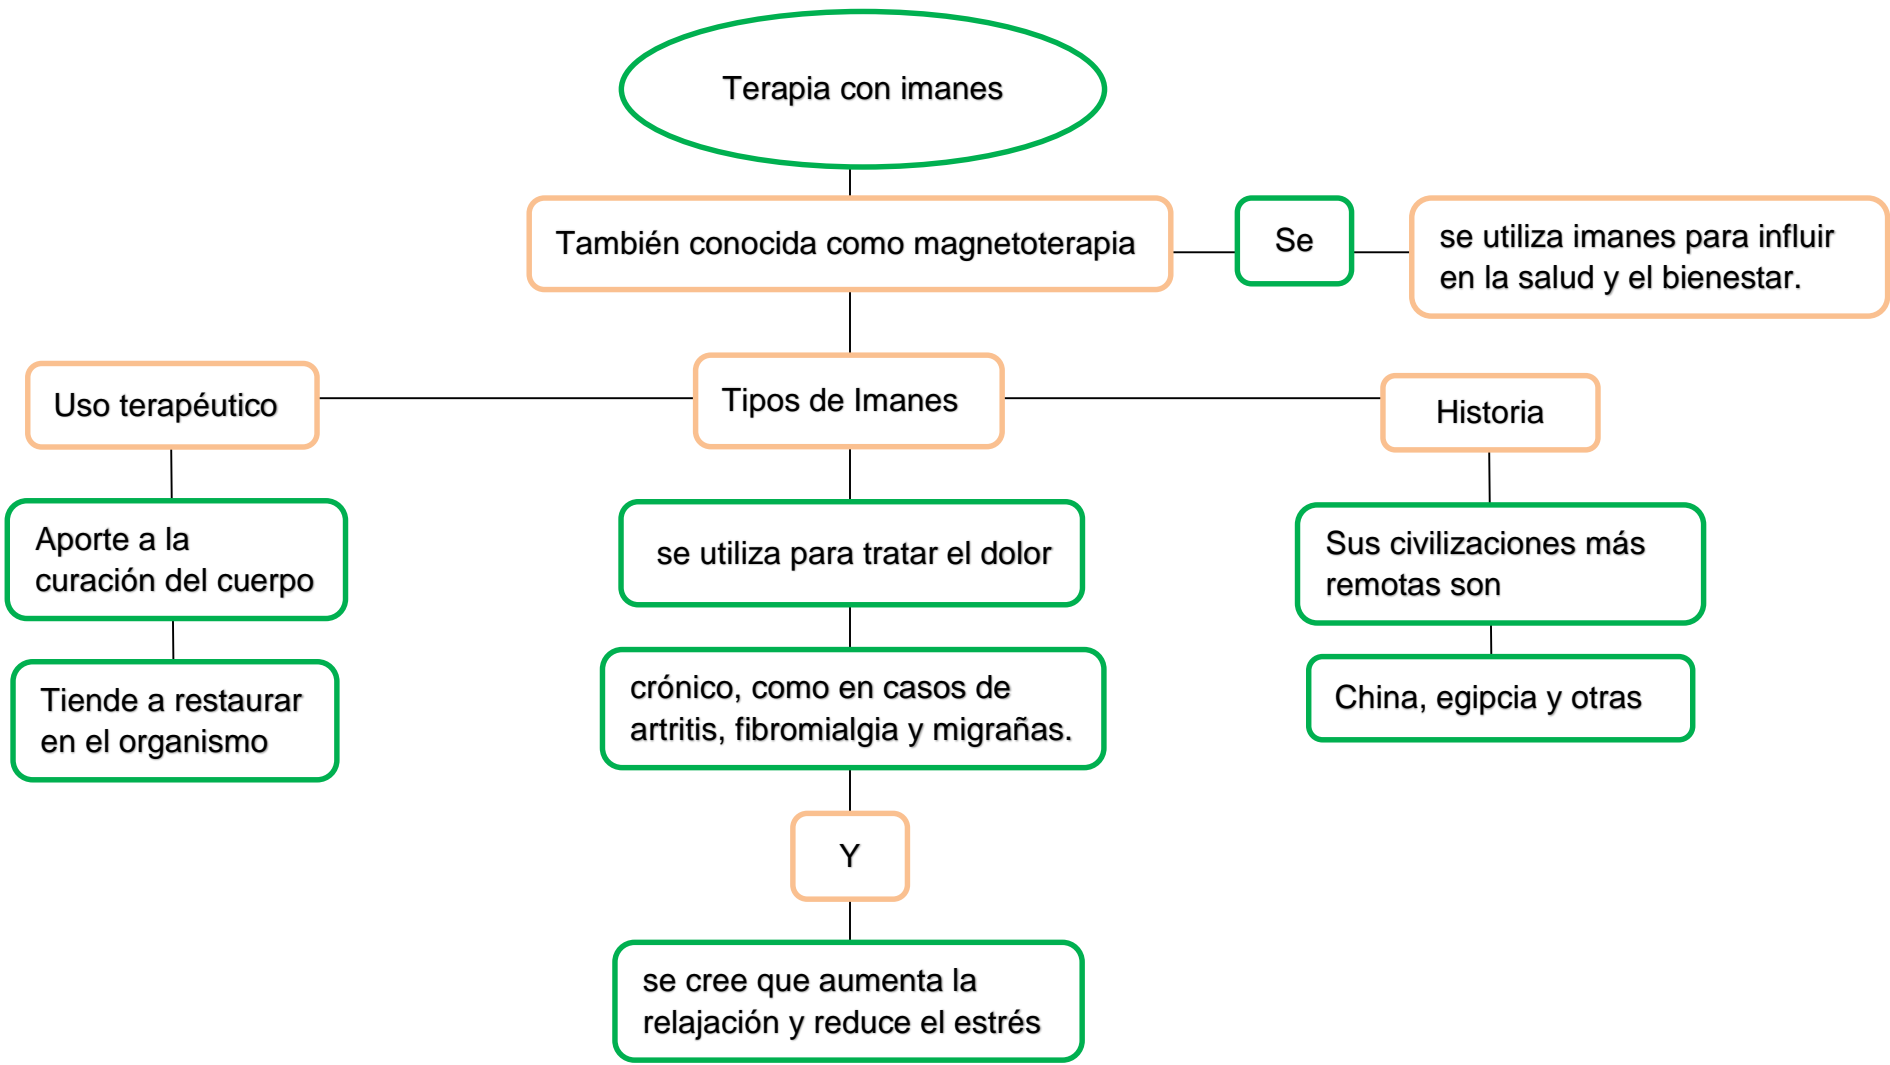 Terapia con imanes
También conocida como magnetoterapia
Se
se utiliza imanes para influir
en la salud y el bienestar.
Uso terapéutico
Tipos de Imanes
Historia
Aporte a la
curación del cuerpo
Tiende a restaurar
en el organismo
se utiliza para tratar el dolor
crónico, como en casos de
artritis, fibromialgia y migrañas.
Y
se cree que aumenta la
relajación y reduce el estrés
Sus civilizaciones más
remotas son
China, egipcia y otras